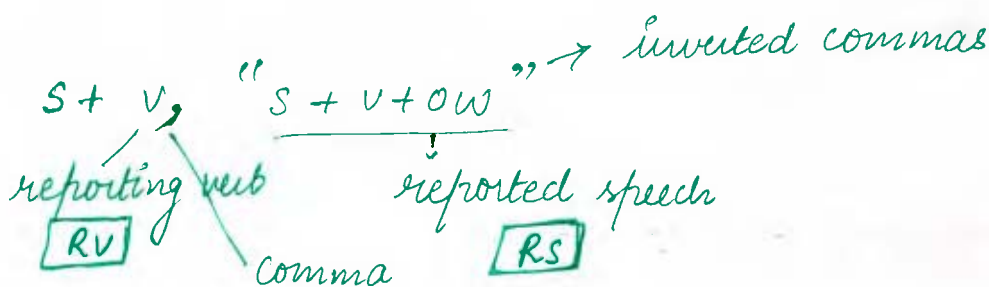 S + V, "S + V + OW" → inverted commas
reporting verb reported speech
RV RS
comma